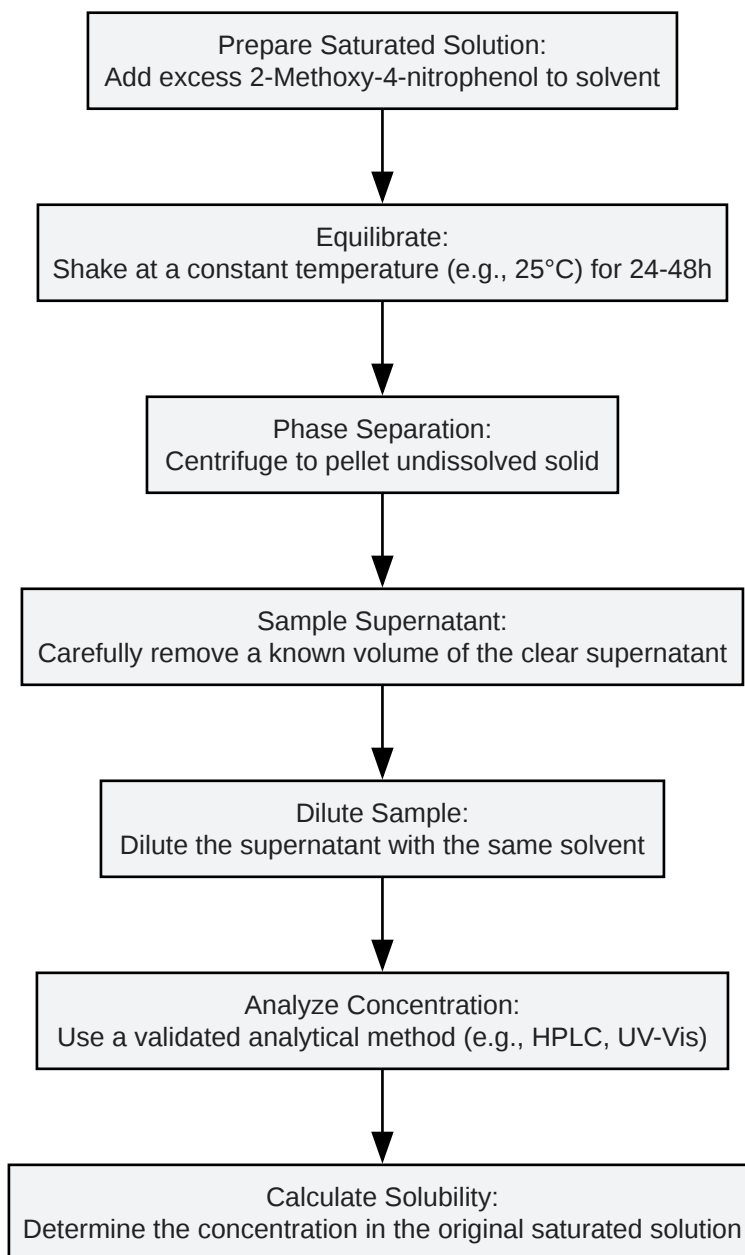 Prepare Saturated Solution:
Add excess 2-Methoxy-4-nitrophenol to solvent
Equilibrate:
Shake at a constant temperature (e.g., 25°C) for 24-48h
Phase Separation:
Centrifuge to pellet undissolved solid
Sample Supernatant:
Carefully remove a known volume of the clear supernatant
Dilute Sample:
Dilute the supernatant with the same solvent
Analyze Concentration:
Use a validated analytical method (e.g., HPLC, UV-Vis)
Calculate Solubility:
Determine the concentration in the original saturated solution